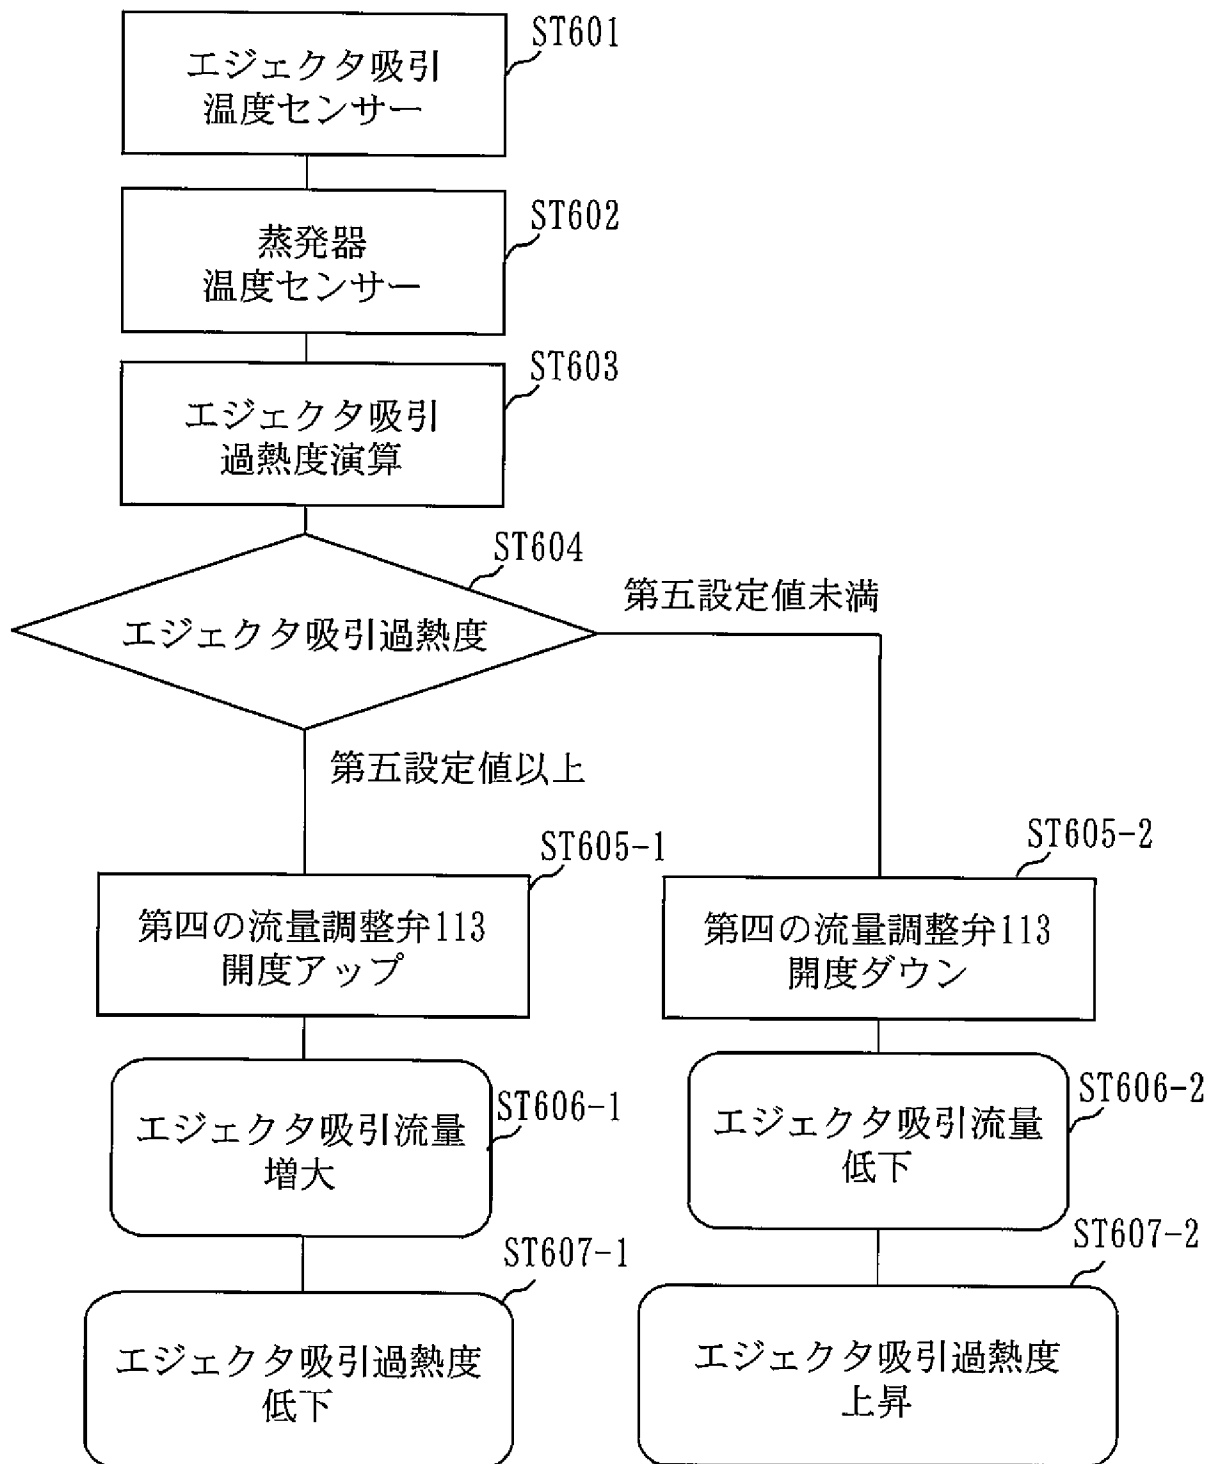 ST601
エジェクタ吸引
温度センサー
ST602
蒸発器
温度センサー
ST603
エジェクタ吸引
過熱度演算
ST604
エジェクタ吸引過熱度
第五設定値未満
第五設定値以上
ST605-1
第四の流量調整弁113
開度アップ
ST605-2
第四の流量調整弁113
開度ダウン
ST606-1
エジェクタ吸引流量
増大
ST606-2
エジェクタ吸引流量
低下
ST607-1
エジェクタ吸引過熱度
低下
ST607-2
エジェクタ吸引過熱度
上昇